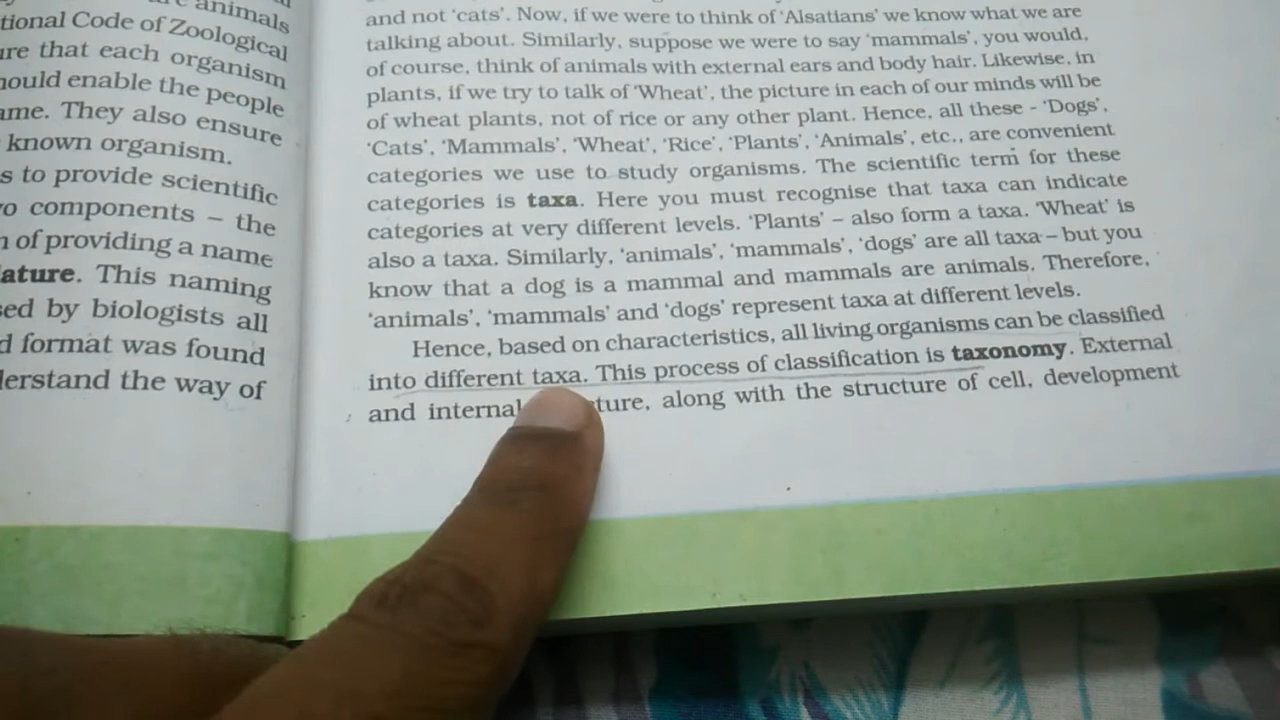 animals
tional Code of Zoological
ure that each organism
hould enable the people
ame. They also ensure
known organism.
s to provide scientific
vo components – the
n of providing a name
lature. This naming
sed by biologists all
d format was found
derstand the way of
and not 'cats'. Now, if we were to think of 'Alsatians' we know what we are
talking about. Similarly, suppose we were to say 'mammals', you would,
of course, think of animals with external ears and body hair. Likewise, in
plants, if we try to talk of 'Wheat', the picture in each of our minds will be
of wheat plants, not of rice or any other plant. Hence, all these - 'Dogs',
'Cats', 'Mammals', 'Wheat', 'Rice', 'Plants', 'Animals', etc., are convenient
categories we use to study organisms. The scientific term for these
categories is taxa. Here you must recognise that taxa can indicate
categories at very different levels. 'Plants' – also form a taxa. 'Wheat' is
also a taxa. Similarly, 'animals', 'mammals', 'dogs' are all taxa – but you
know that a dog is a mammal and mammals are animals. Therefore,
'animals', 'mammals' and 'dogs' represent taxa at different levels.
Hence, based on characteristics, all living organisms can be classified
into different taxa. This process of classification is taxonomy. External
and internal ture, along with the structure of cell, development